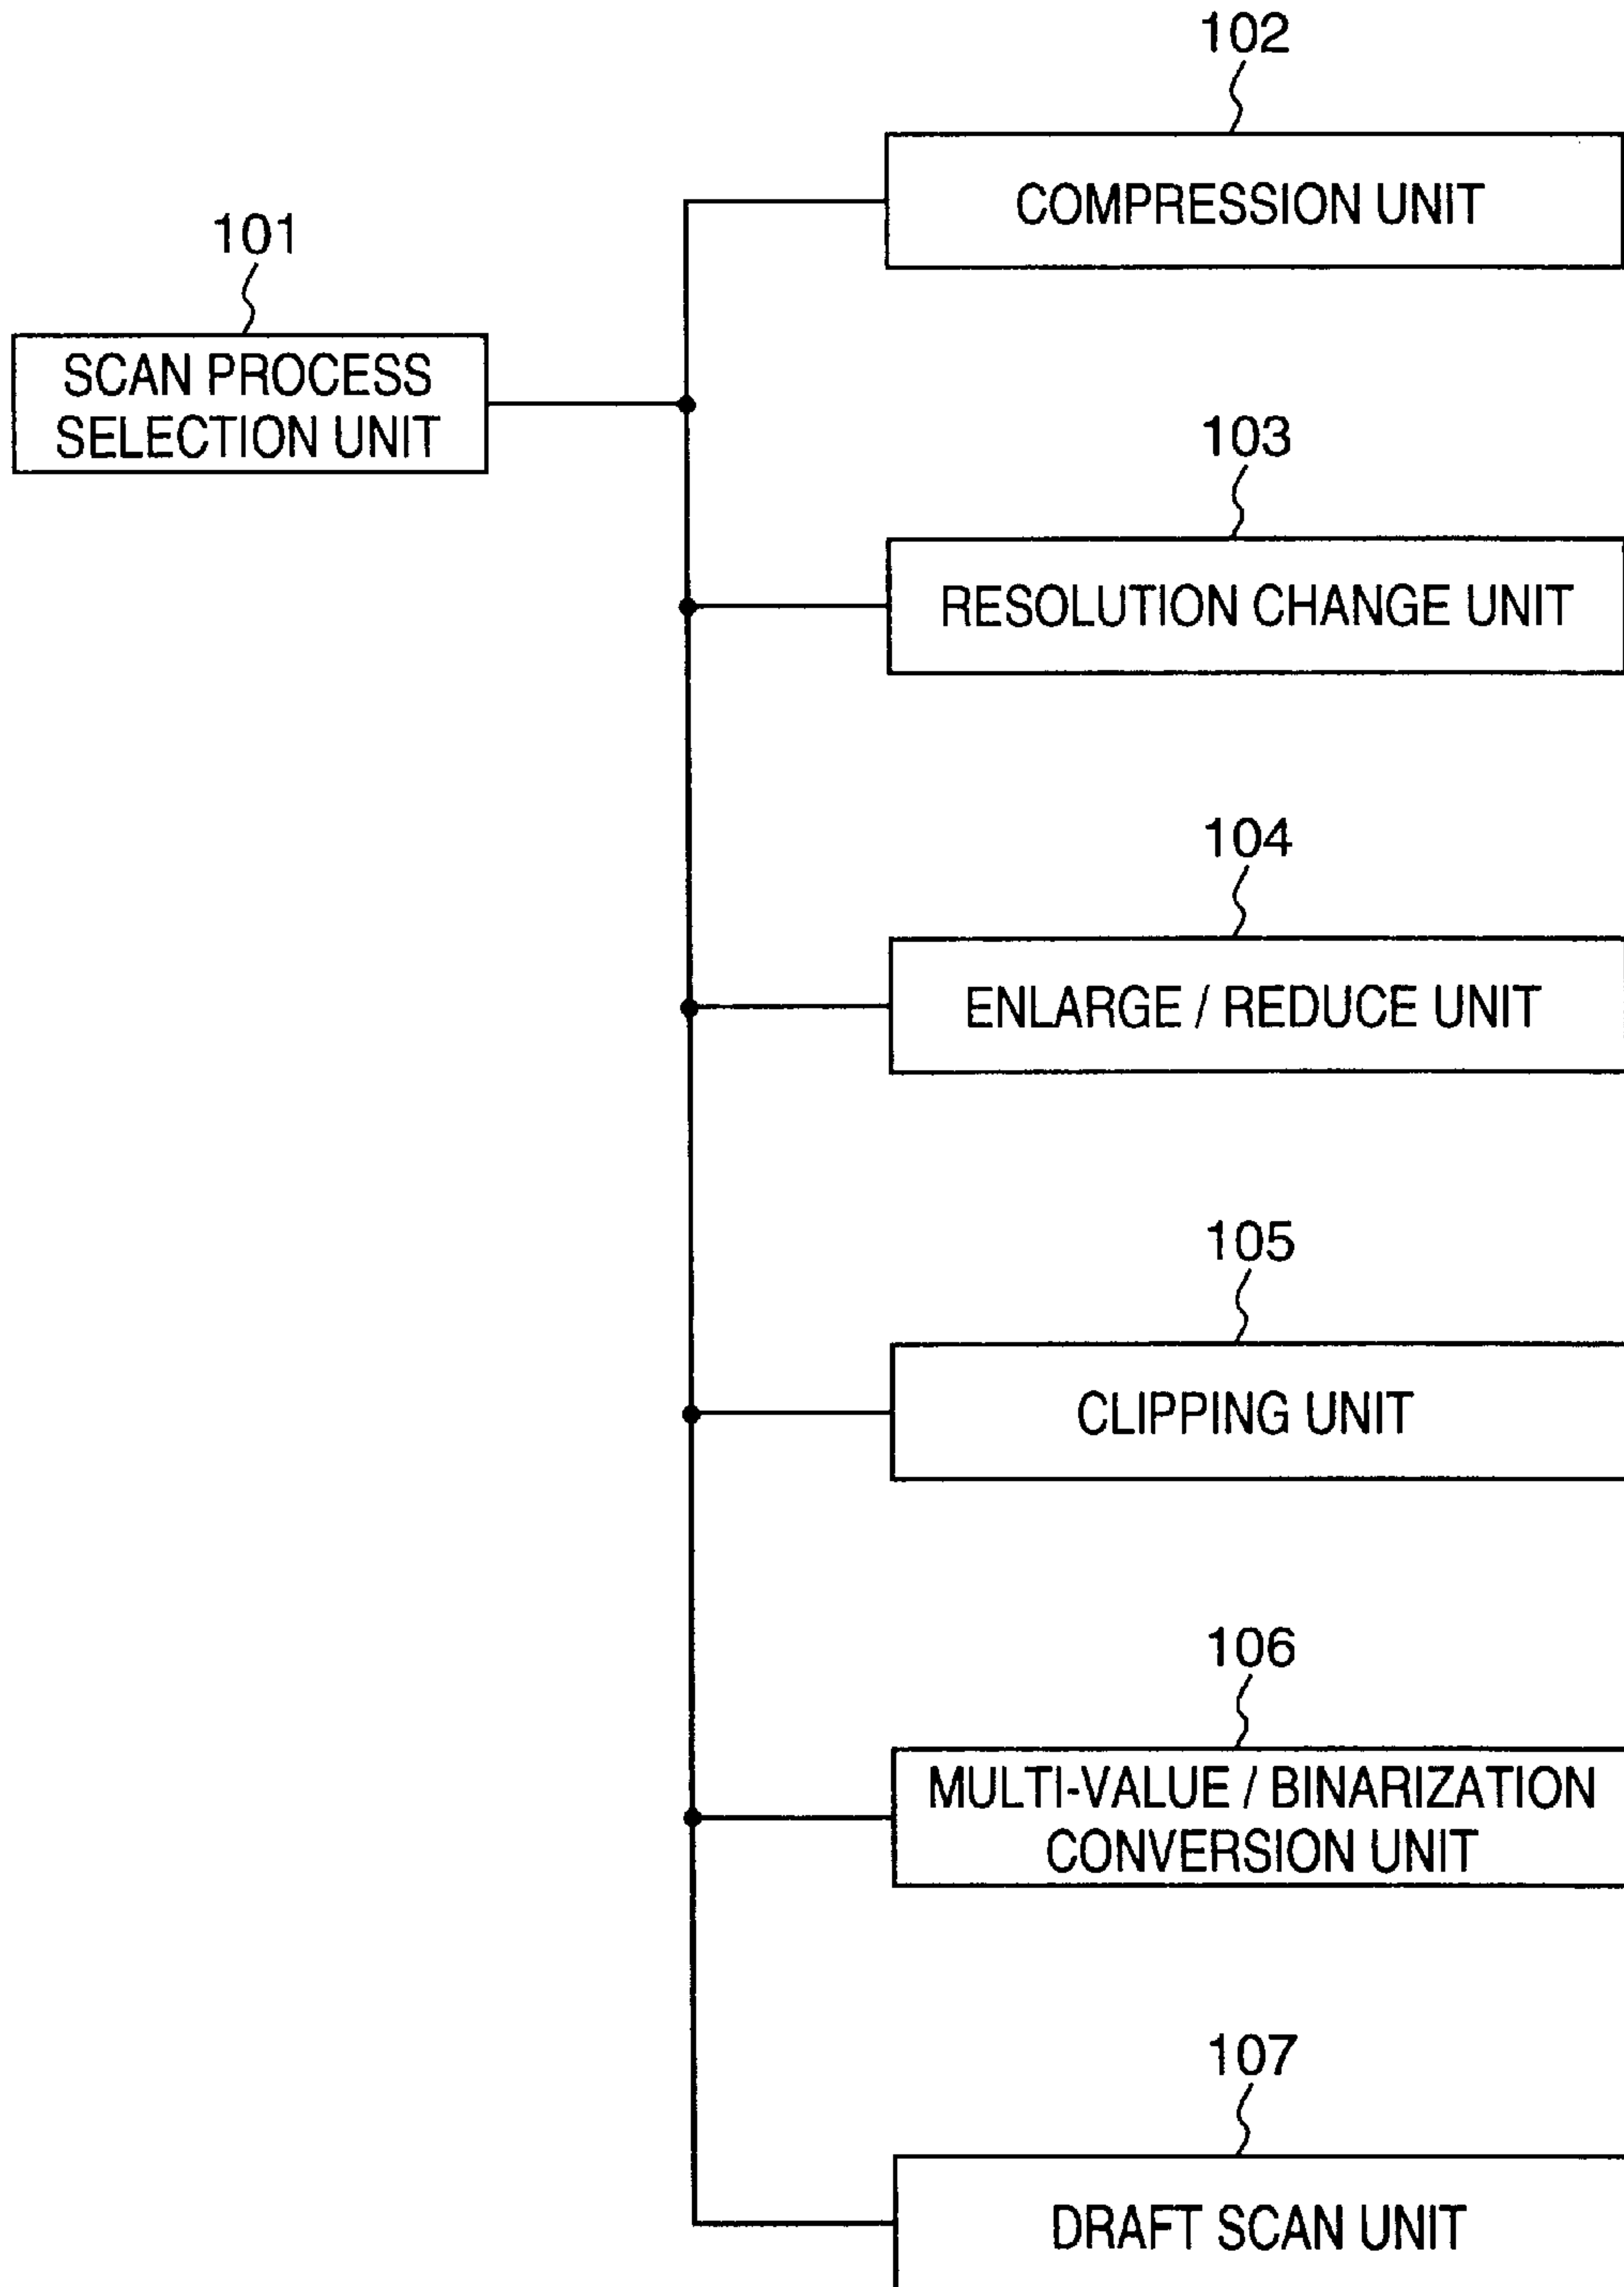 102
COMPRESSION UNIT
101
SCAN PROCESS
SELECTION UNIT
103
RESOLUTION CHANGE UNIT
104
ENLARGE / REDUCE UNIT
105
CLIPPING UNIT
106
MULTI-VALUE / BINARIZATION
CONVERSION UNIT
107
DRAFT SCAN UNIT